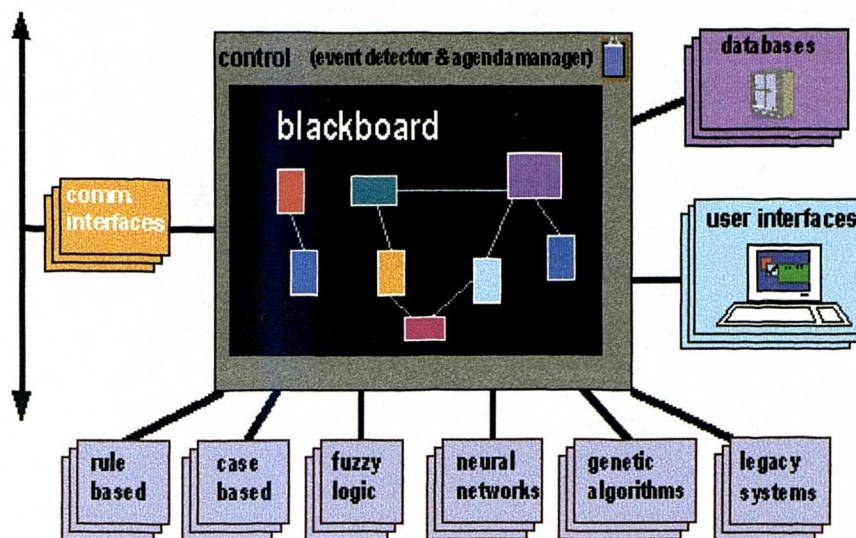 control (event detector & agenda manager)
databases
blackboard
comm.
interfaces
user interfaces
rule
based
case
based
fuzzy
logic
neural
networks
genetic
algorithms
legacy
systems